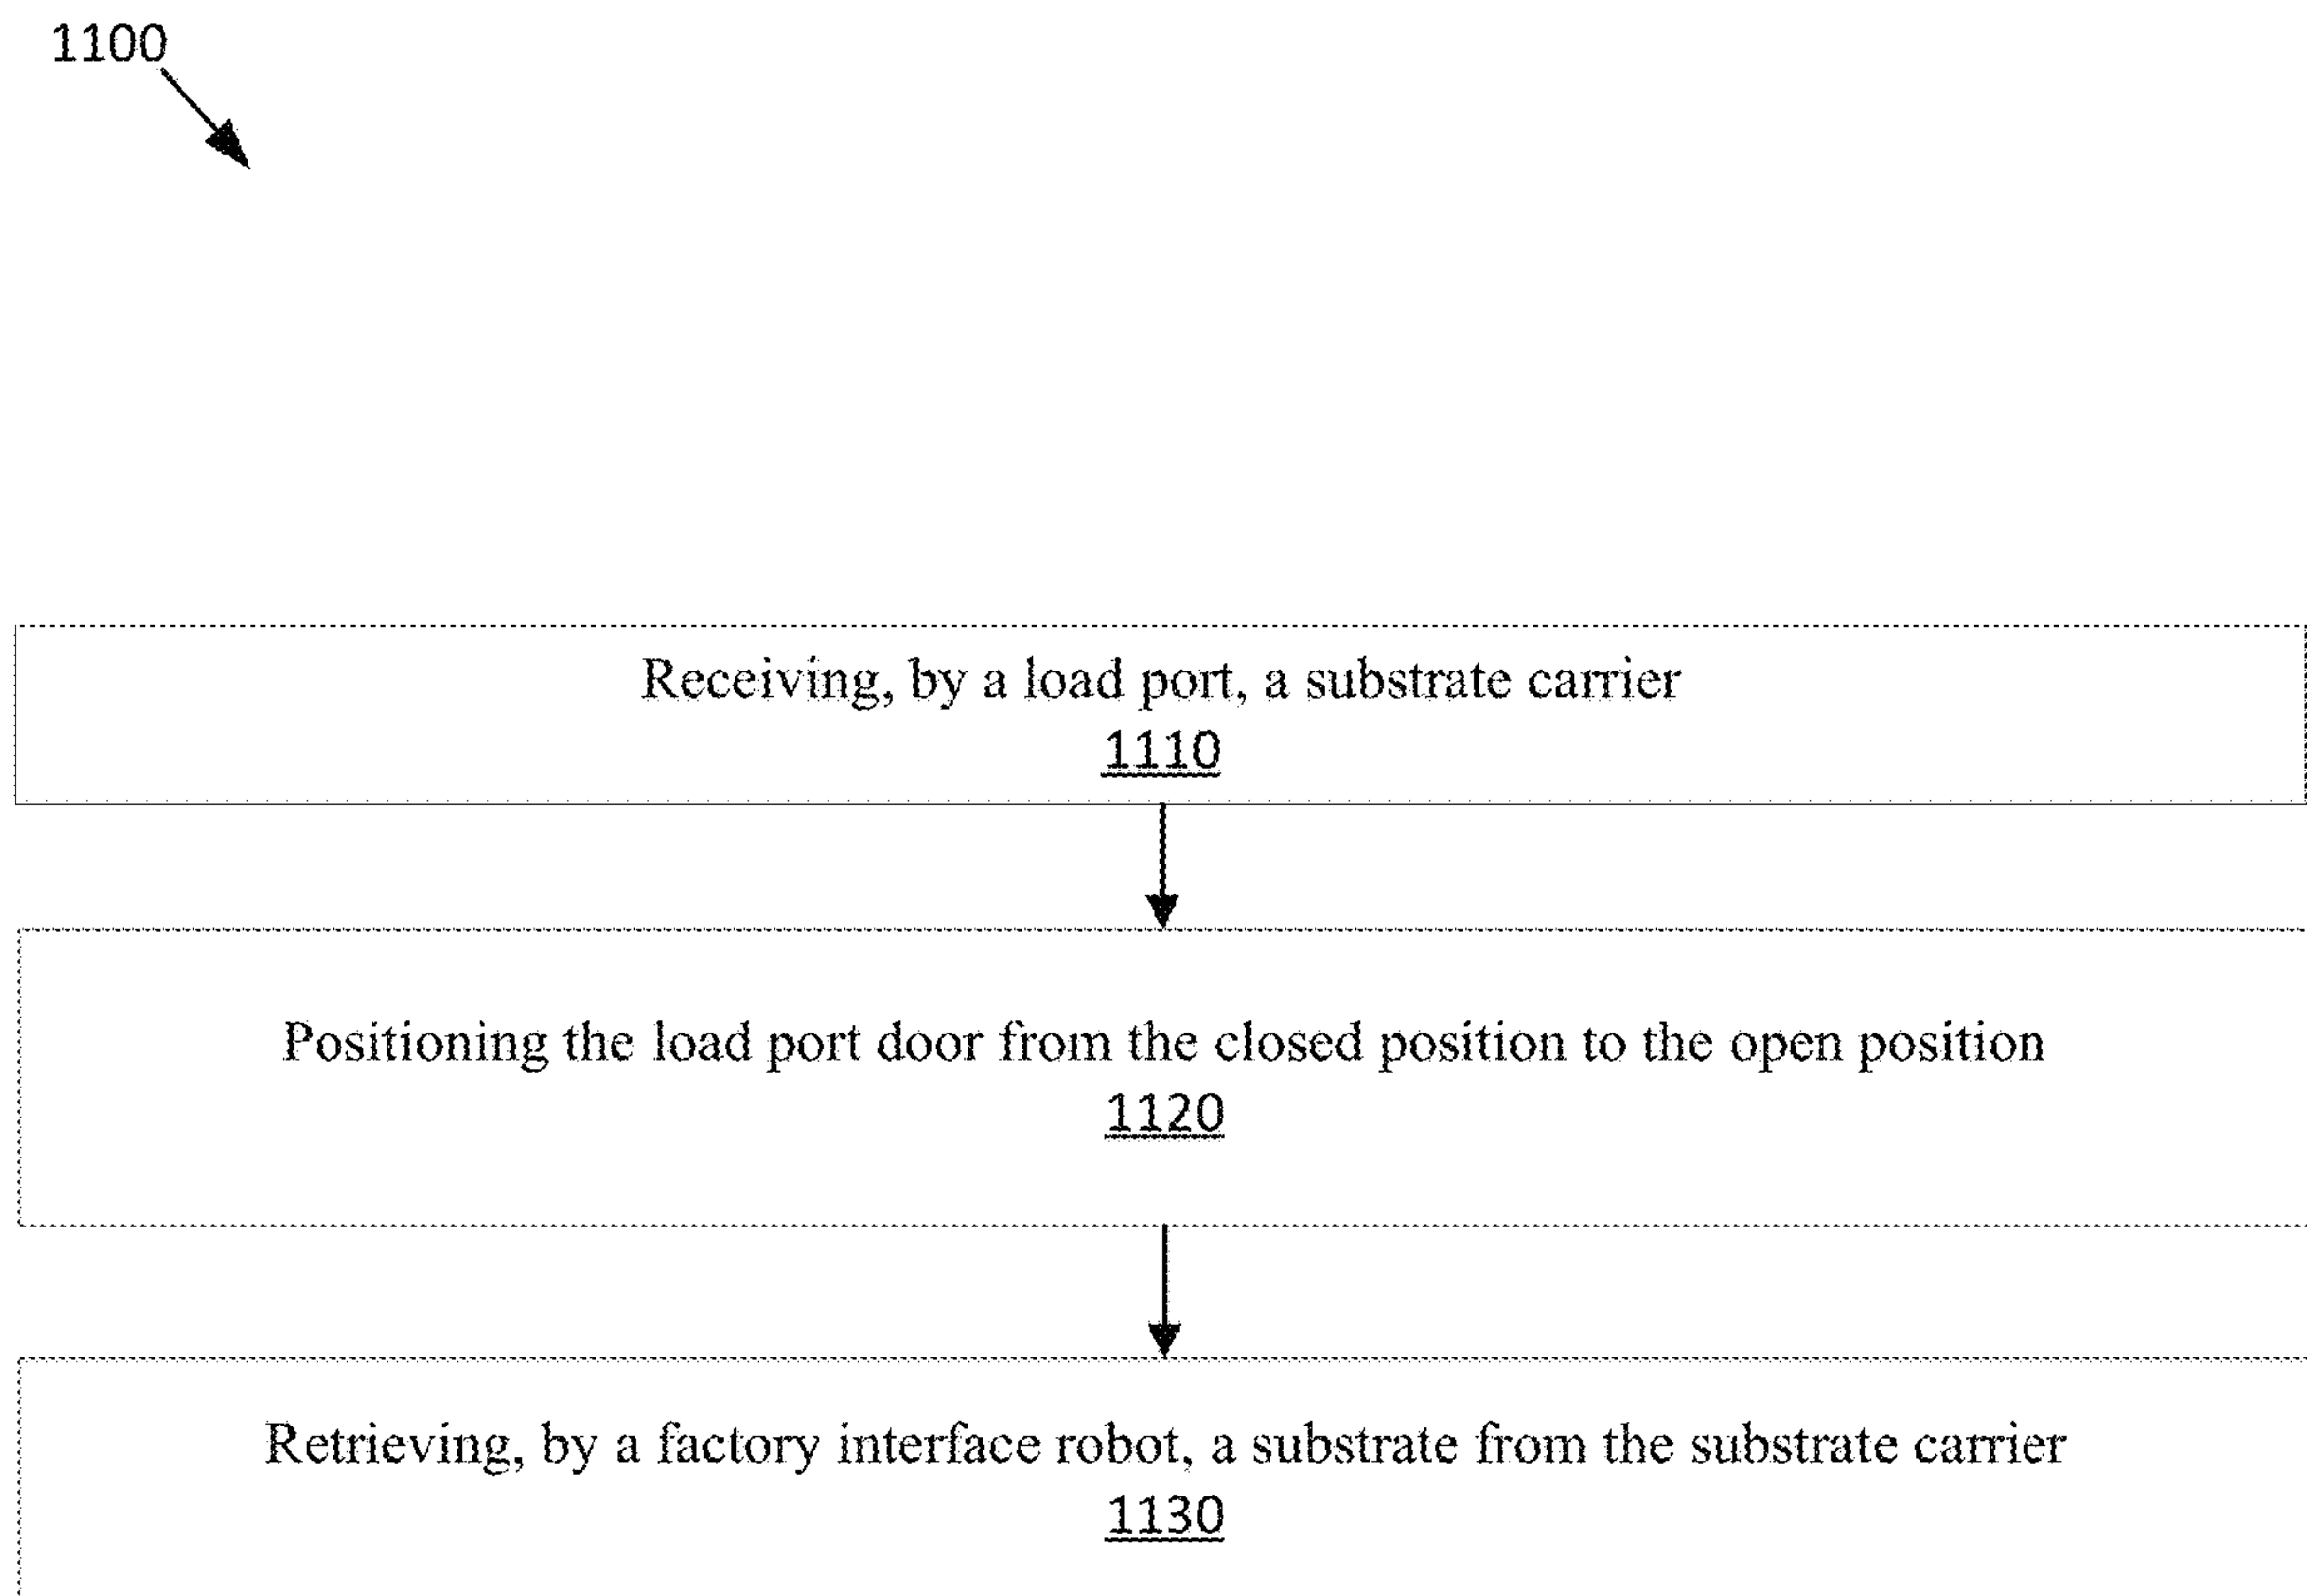 1100
Receiving, by a load port, a substrate carrier
1110
Positioning the load port door from the closed position to the open position
1120
Retrieving, by a factory interface robot, a substrate from the substrate carrier
1130